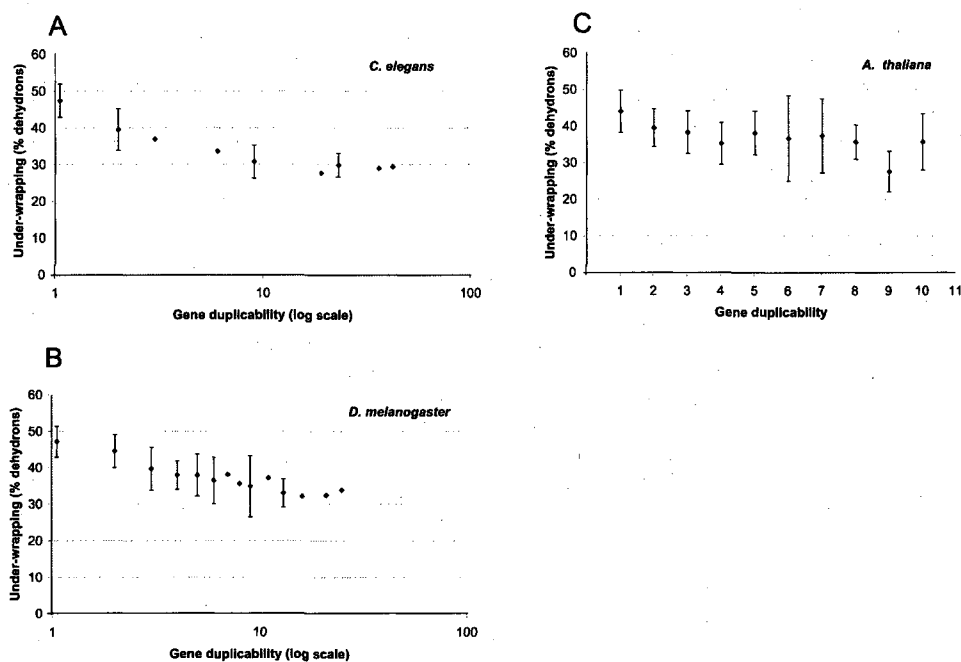 A
C. elegans
Under-wrapping (% dehydrons)
60
50
40
30
20
10
0
1 10 100
Gene duplicability (log scale)
B
D. melanogaster
Under-wrapping (% dehydrons)
60
50
40
30
20
10
0
1 10 100
Gene duplicability (log scale)
C
A. thaliana
Under-wrapping (% dehydrons)
60
50
40
30
20
10
0
1 2 3 4 5 6 7 8 9 10 11
Gene duplicability